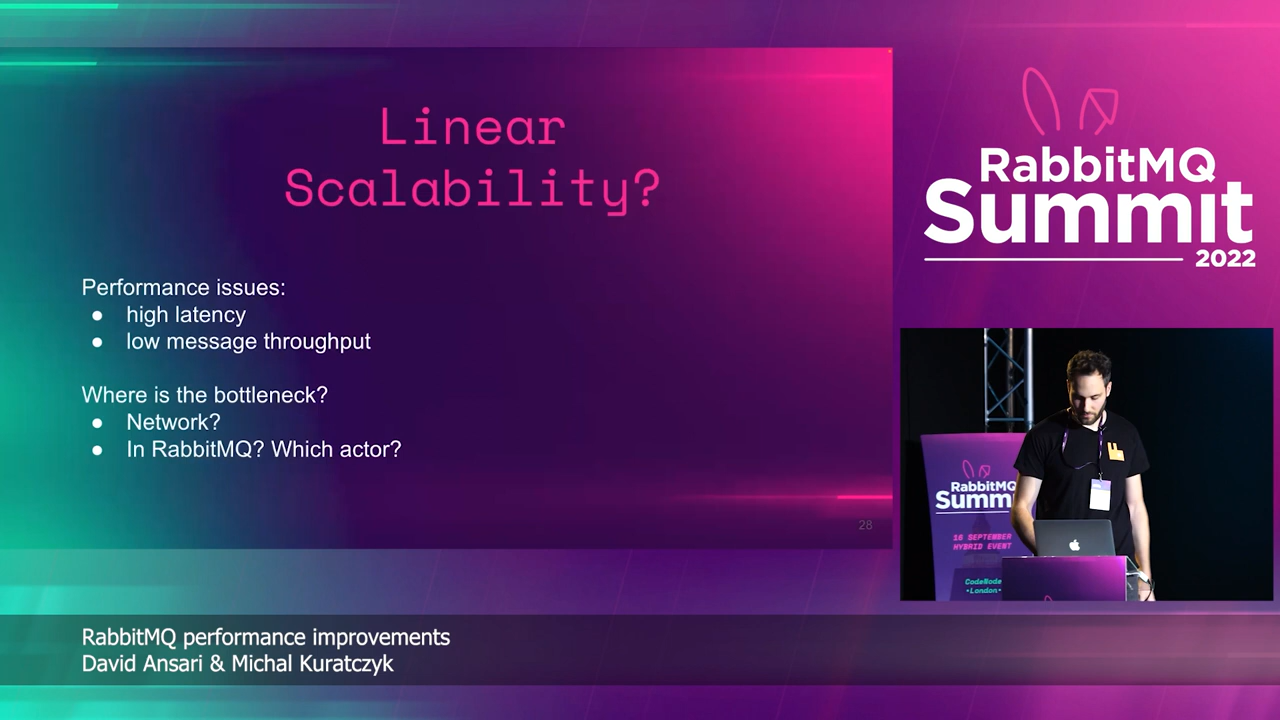 Linear
Scalability?
Performance issues:
● high latency
● low message throughput
Where is the bottleneck?
● Network?
● In RabbitMQ? Which actor?
28
RabbitMQ
Summit
2022
RabbitMQ
Summ
16 SEPTEMBER
HYBRID EVENT
CodeNode
•London•
RabbitMQ performance improvements
David Ansari & Michal Kuratczyk